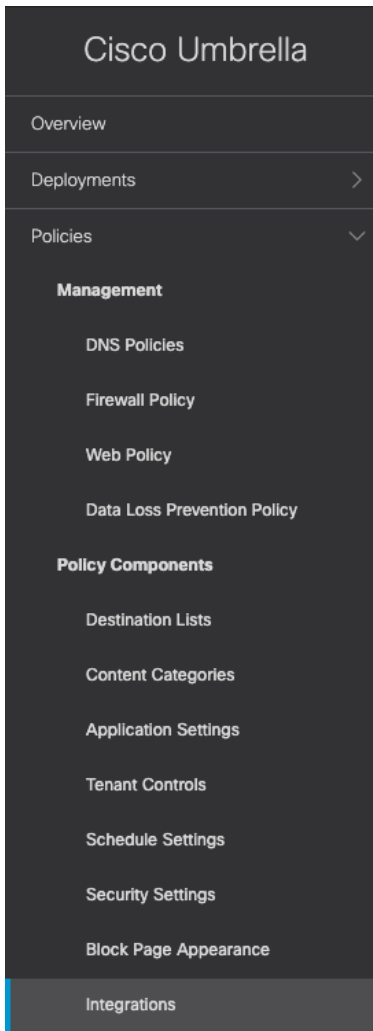 Cisco Umbrella
Overview
Deployments
Policies
Management
DNS Policies
Firewall Policy
Web Policy
Data Loss Prevention Policy
Policy Components
Destination Lists
Content Categories
Application Settings
Tenant Controls
Schedule Settings
Security Settings
Block Page Appearance
Integrations